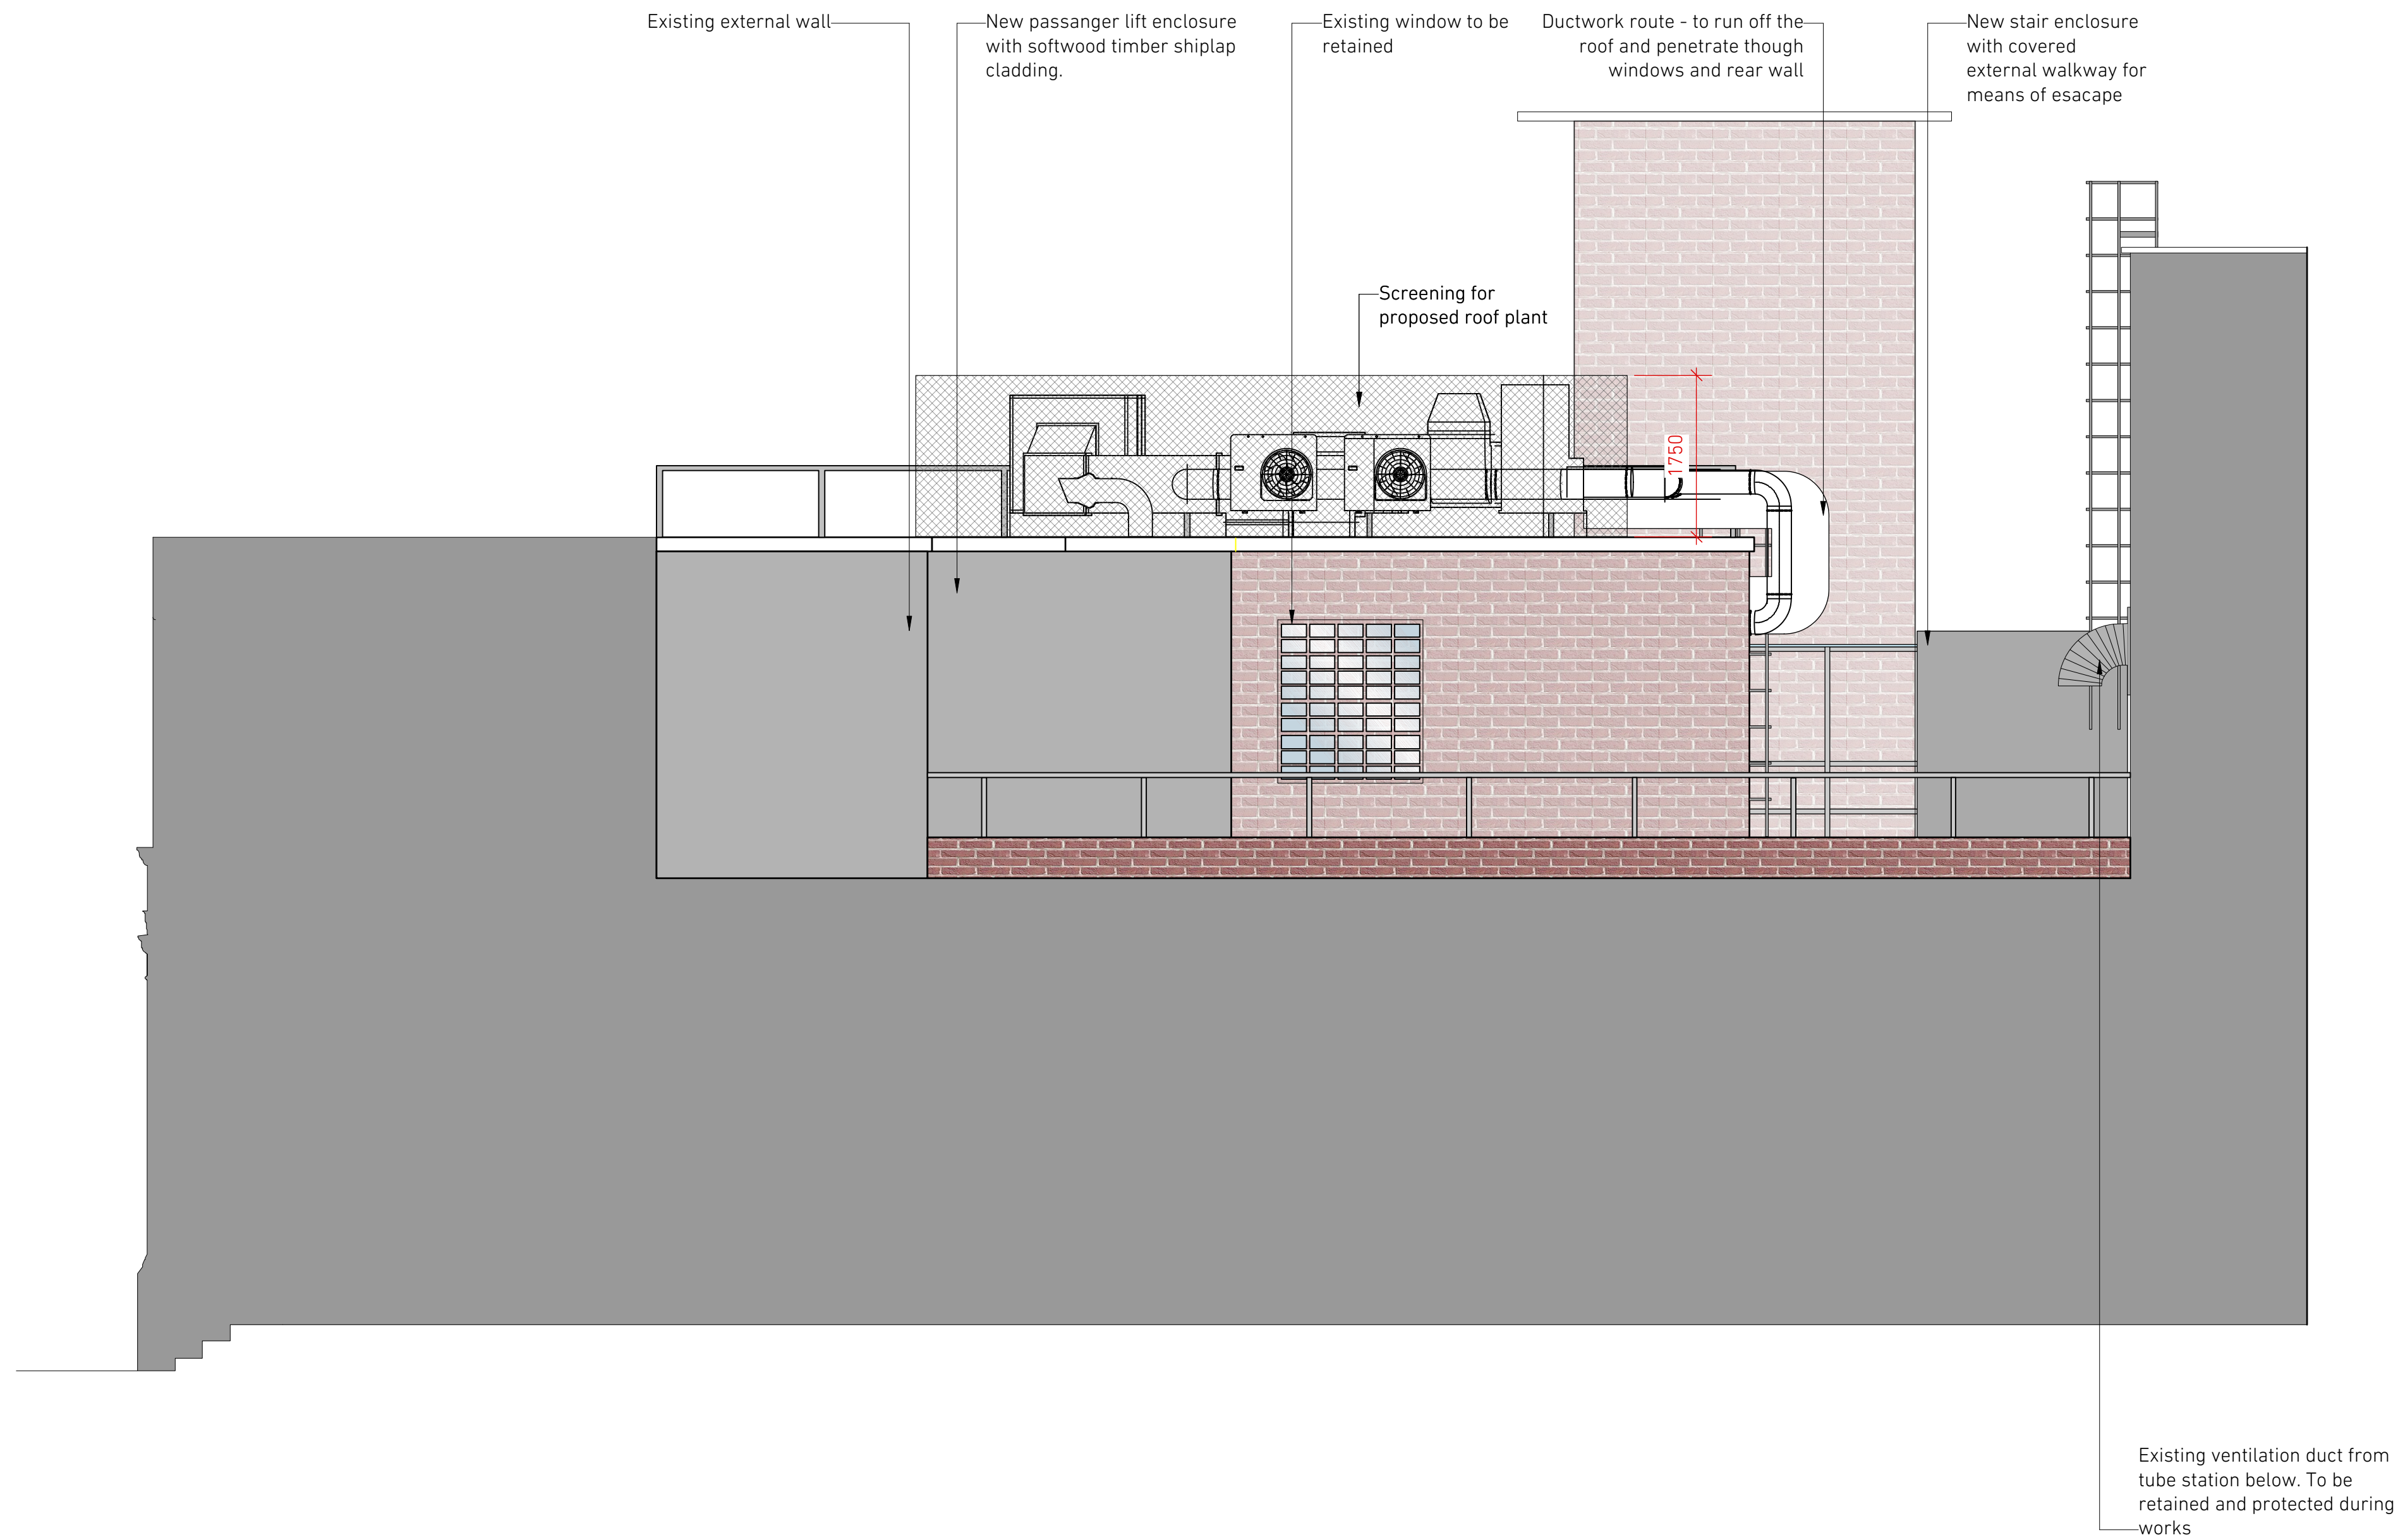 Existing external wall
New passanger lift enclosure
with softwood timber shiplap
cladding.
Existing window to be
retained
Ductwork route - to run off the
roof and penetrate though
windows and rear wall
New stair enclosure
with covered
external walkway for
means of esacape
Screening for
proposed roof plant
1750
Existing ventilation duct from
tube station below. To be
retained and protected during
works